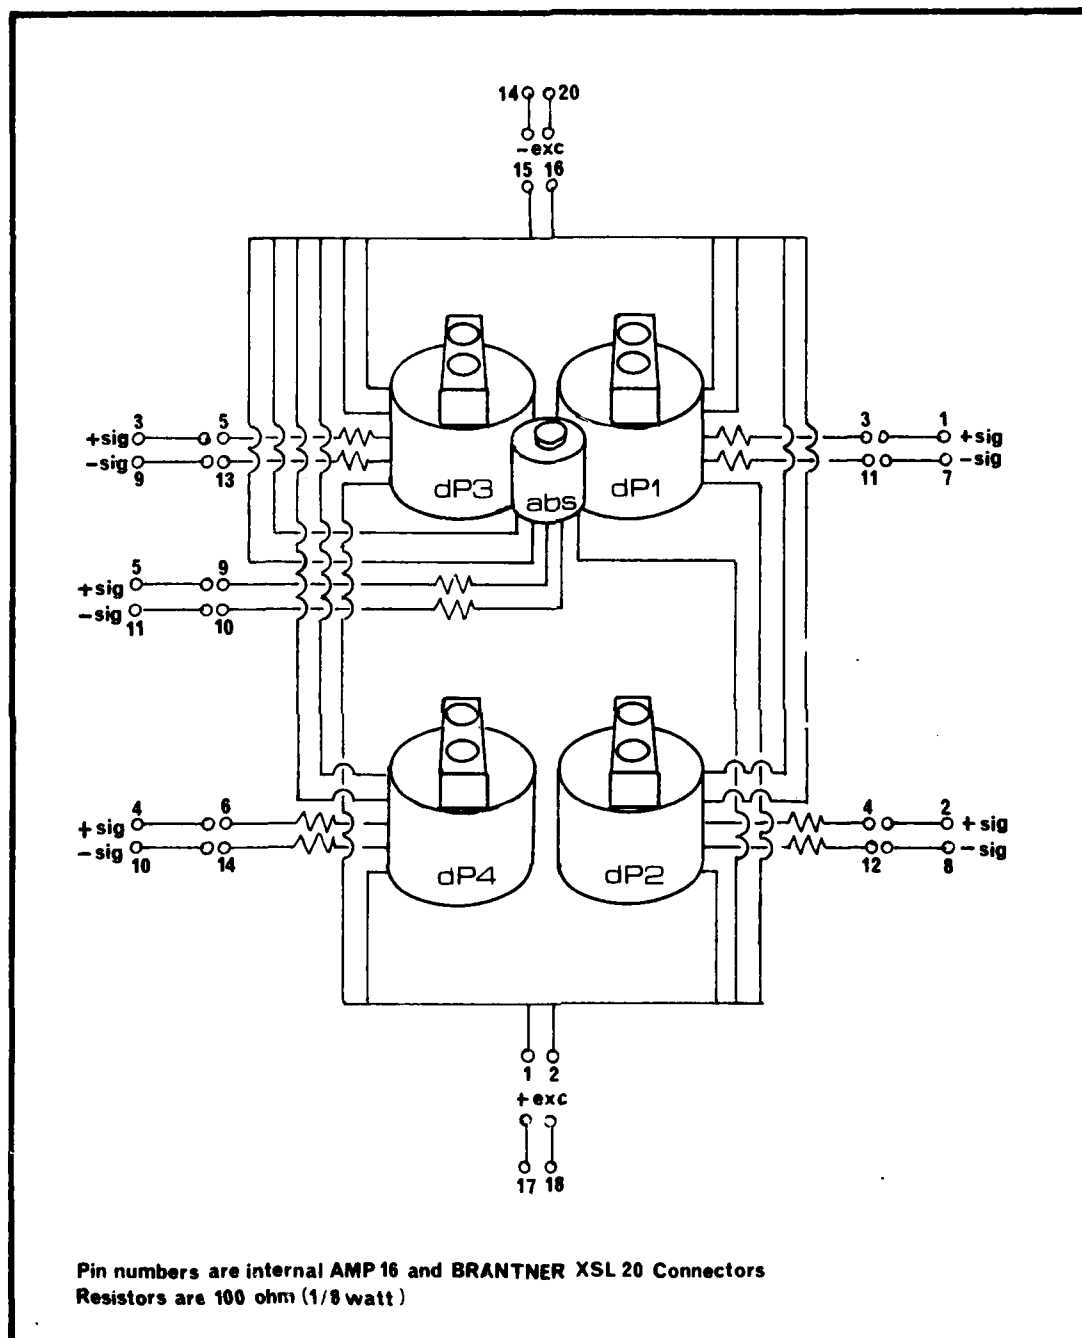 14 20
-exc
15 16
3 5
+sig
-sig
9 13
3 1
+sig
-sig
11 7
dP3
abs
dP1
5 9
+sig
-sig
11 10
4 6
+sig
-sig
10 14
4 2
+sig
-sig
12 8
dP4
dP2
1 2
+exc
17 18
Pin numbers are internal AMP 16 and BRANTNER XSL 20 Connectors
Resistors are 100 ohm (1/8 watt)